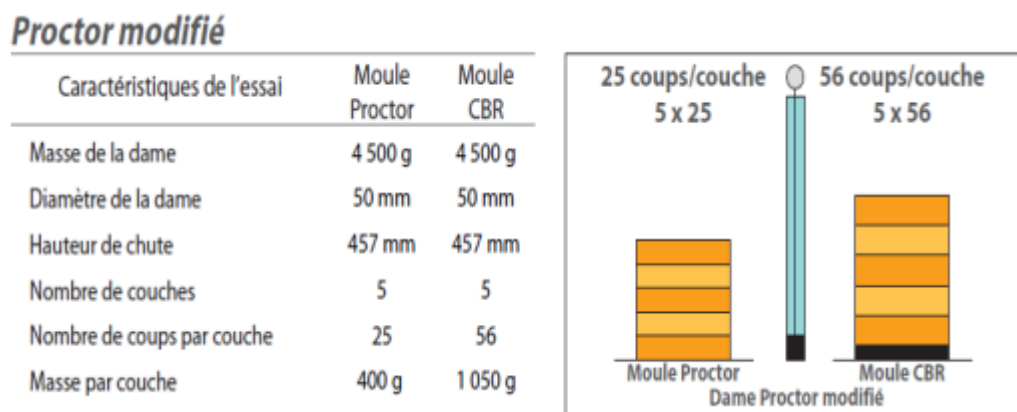 Proctor modifié
Caractéristiques de l'essai Moule Proctor Moule CBR
Masse de la dame 4 500 g 4 500 g
Diamètre de la dame 50 mm 50 mm
Hauteur de chute 457 mm 457 mm
Nombre de couches 5 5
Nombre de coups par couche 25 56
Masse par couche 400 g 1 050 g
25 coups/couche 56 coups/couche
5 x 25 5 x 56
Moule Proctor Moule CBR
Dame Proctor modifié